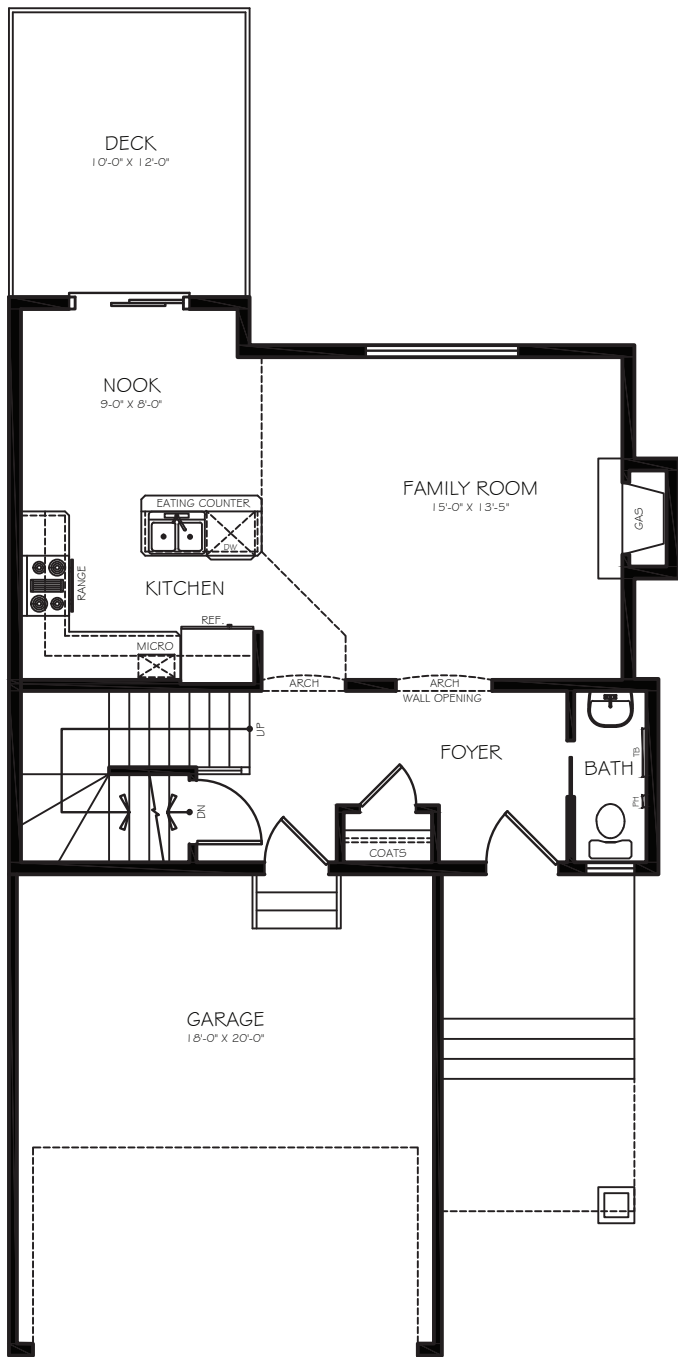 DECK
10'-0" X 12'-0"
NOOK
9-0" X 8'-0"
FAMILY ROOM
15'-0" X 13'-5"
EATING COUNTER
DW
GAS
RANGE
KITCHEN
REF.
MICRO
ARCH
ARCH
WALL OPENING
UP
FOYER
TB
BATH
PH
DN
COATS
GARAGE
18'-0" X 20'-0"